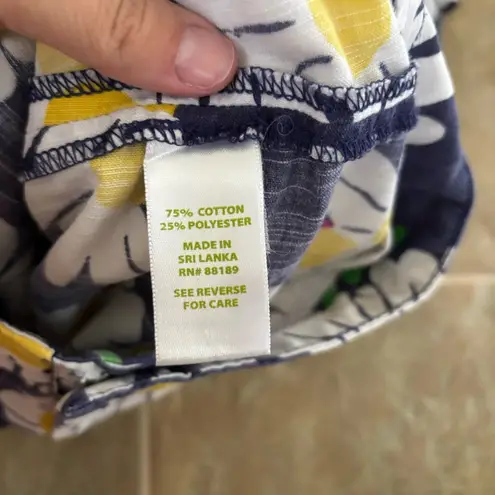 75% COTTON
25% POLYESTER
MADE IN
SRI LANKA
RN# 88189
SEE REVERSE
FOR CARE